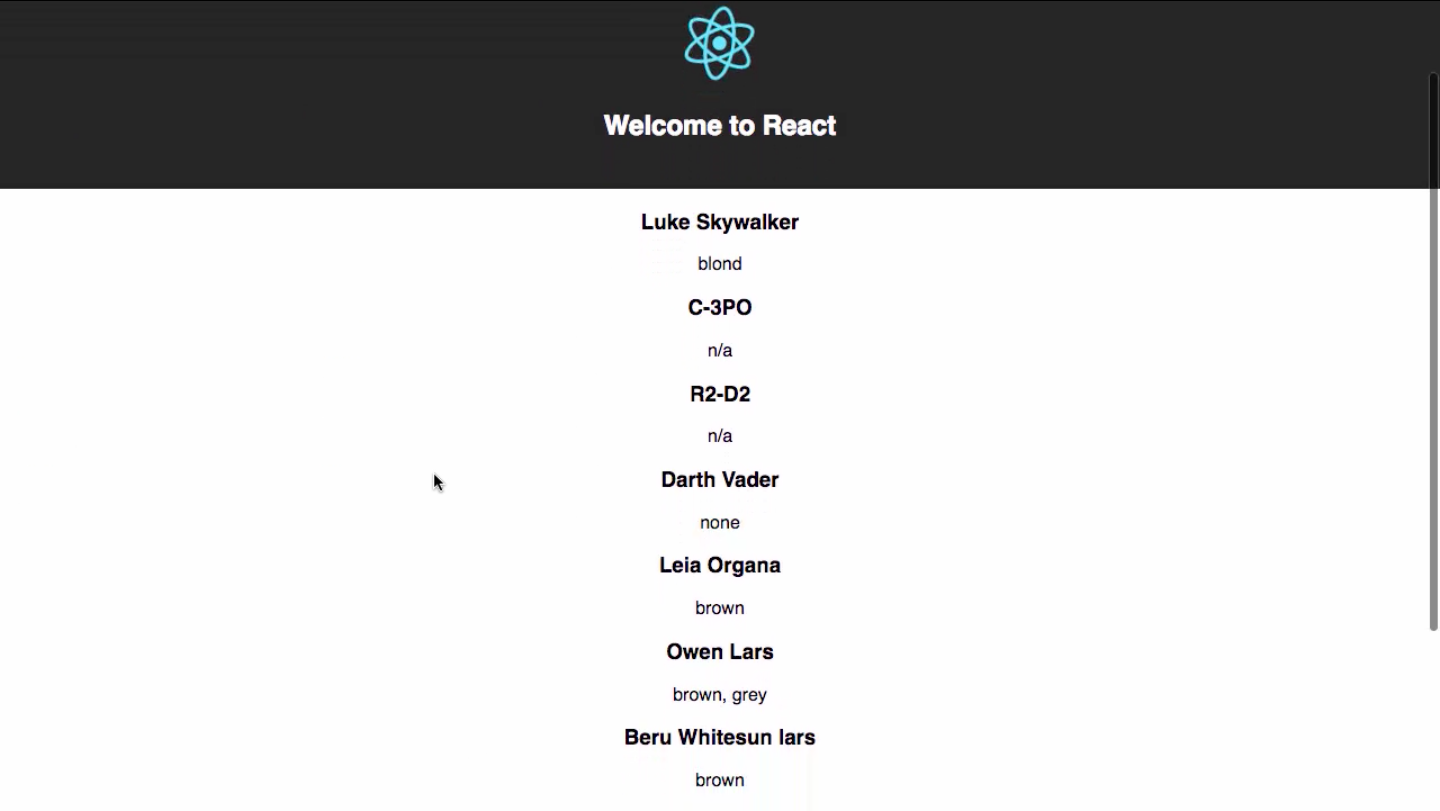 Welcome to React
Luke Skywalker
blond
C-3PO
n/a
R2-D2
n/a
Darth Vader
none
Leia Organa
brown
Owen Lars
brown, grey
Beru Whitesun lars
brown